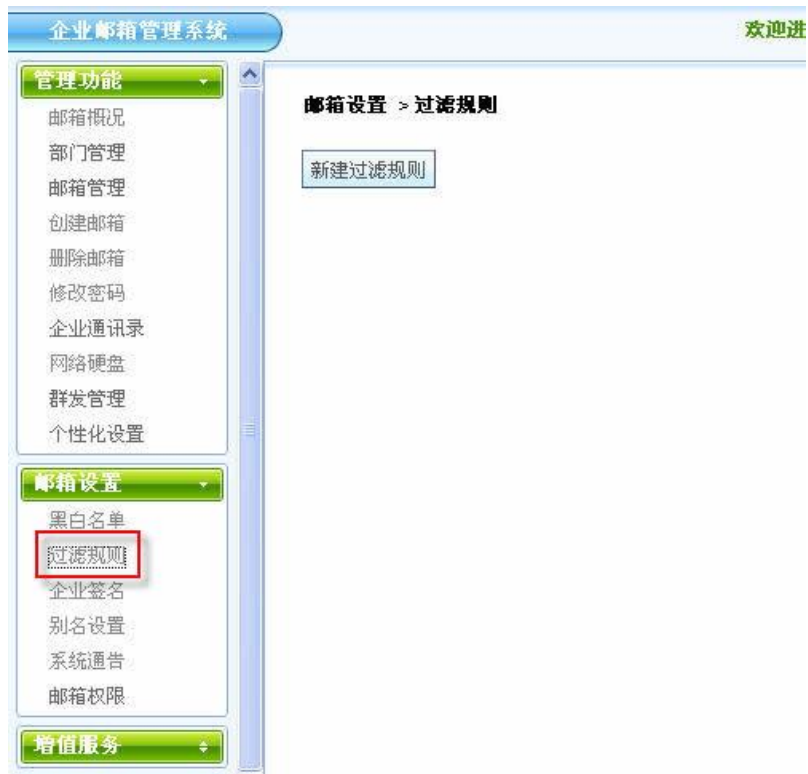 企业邮箱管理系统
欢迎进
管理功能
邮箱概况
部门管理
邮箱管理
创建邮箱
删除邮箱
修改密码
企业通讯录
网络硬盘
群发管理
个性化设置
邮箱设置
黑白名单
过滤规则
企业签名
别名设置
系统通告
邮箱权限
增值服务
邮箱设置 > 过滤规则
新建过滤规则